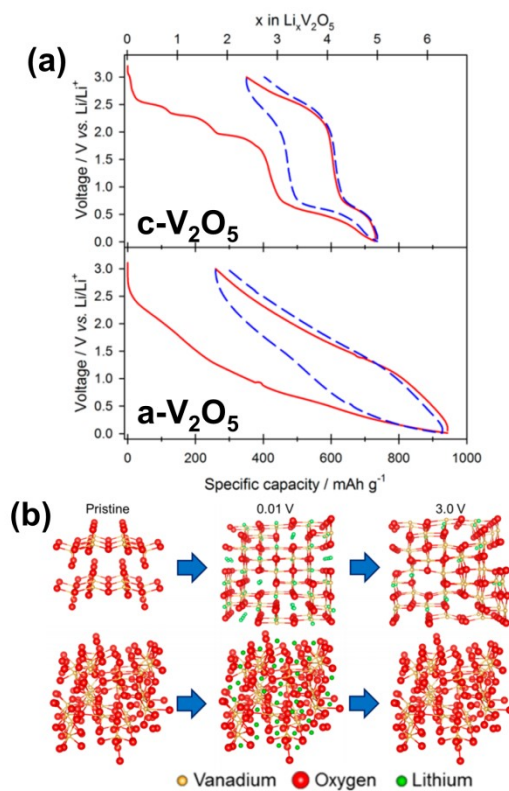 x in LiₓV₂O₅
0 1 2 3 4 5 6
(a)
Voltage / V vs. Li/Li⁺
3.0
2.5
2.0
1.5
1.0
0.5
0.0
c-V₂O₅
Voltage / V vs. Li/Li⁺
3.0
2.5
2.0
1.5
1.0
0.5
0.0
a-V₂O₅
0 200 400 600 800 1000
Specific capacity / mAh g⁻¹
(b)
Pristine 0.01 V 3.0 V
Vanadium Oxygen Lithium